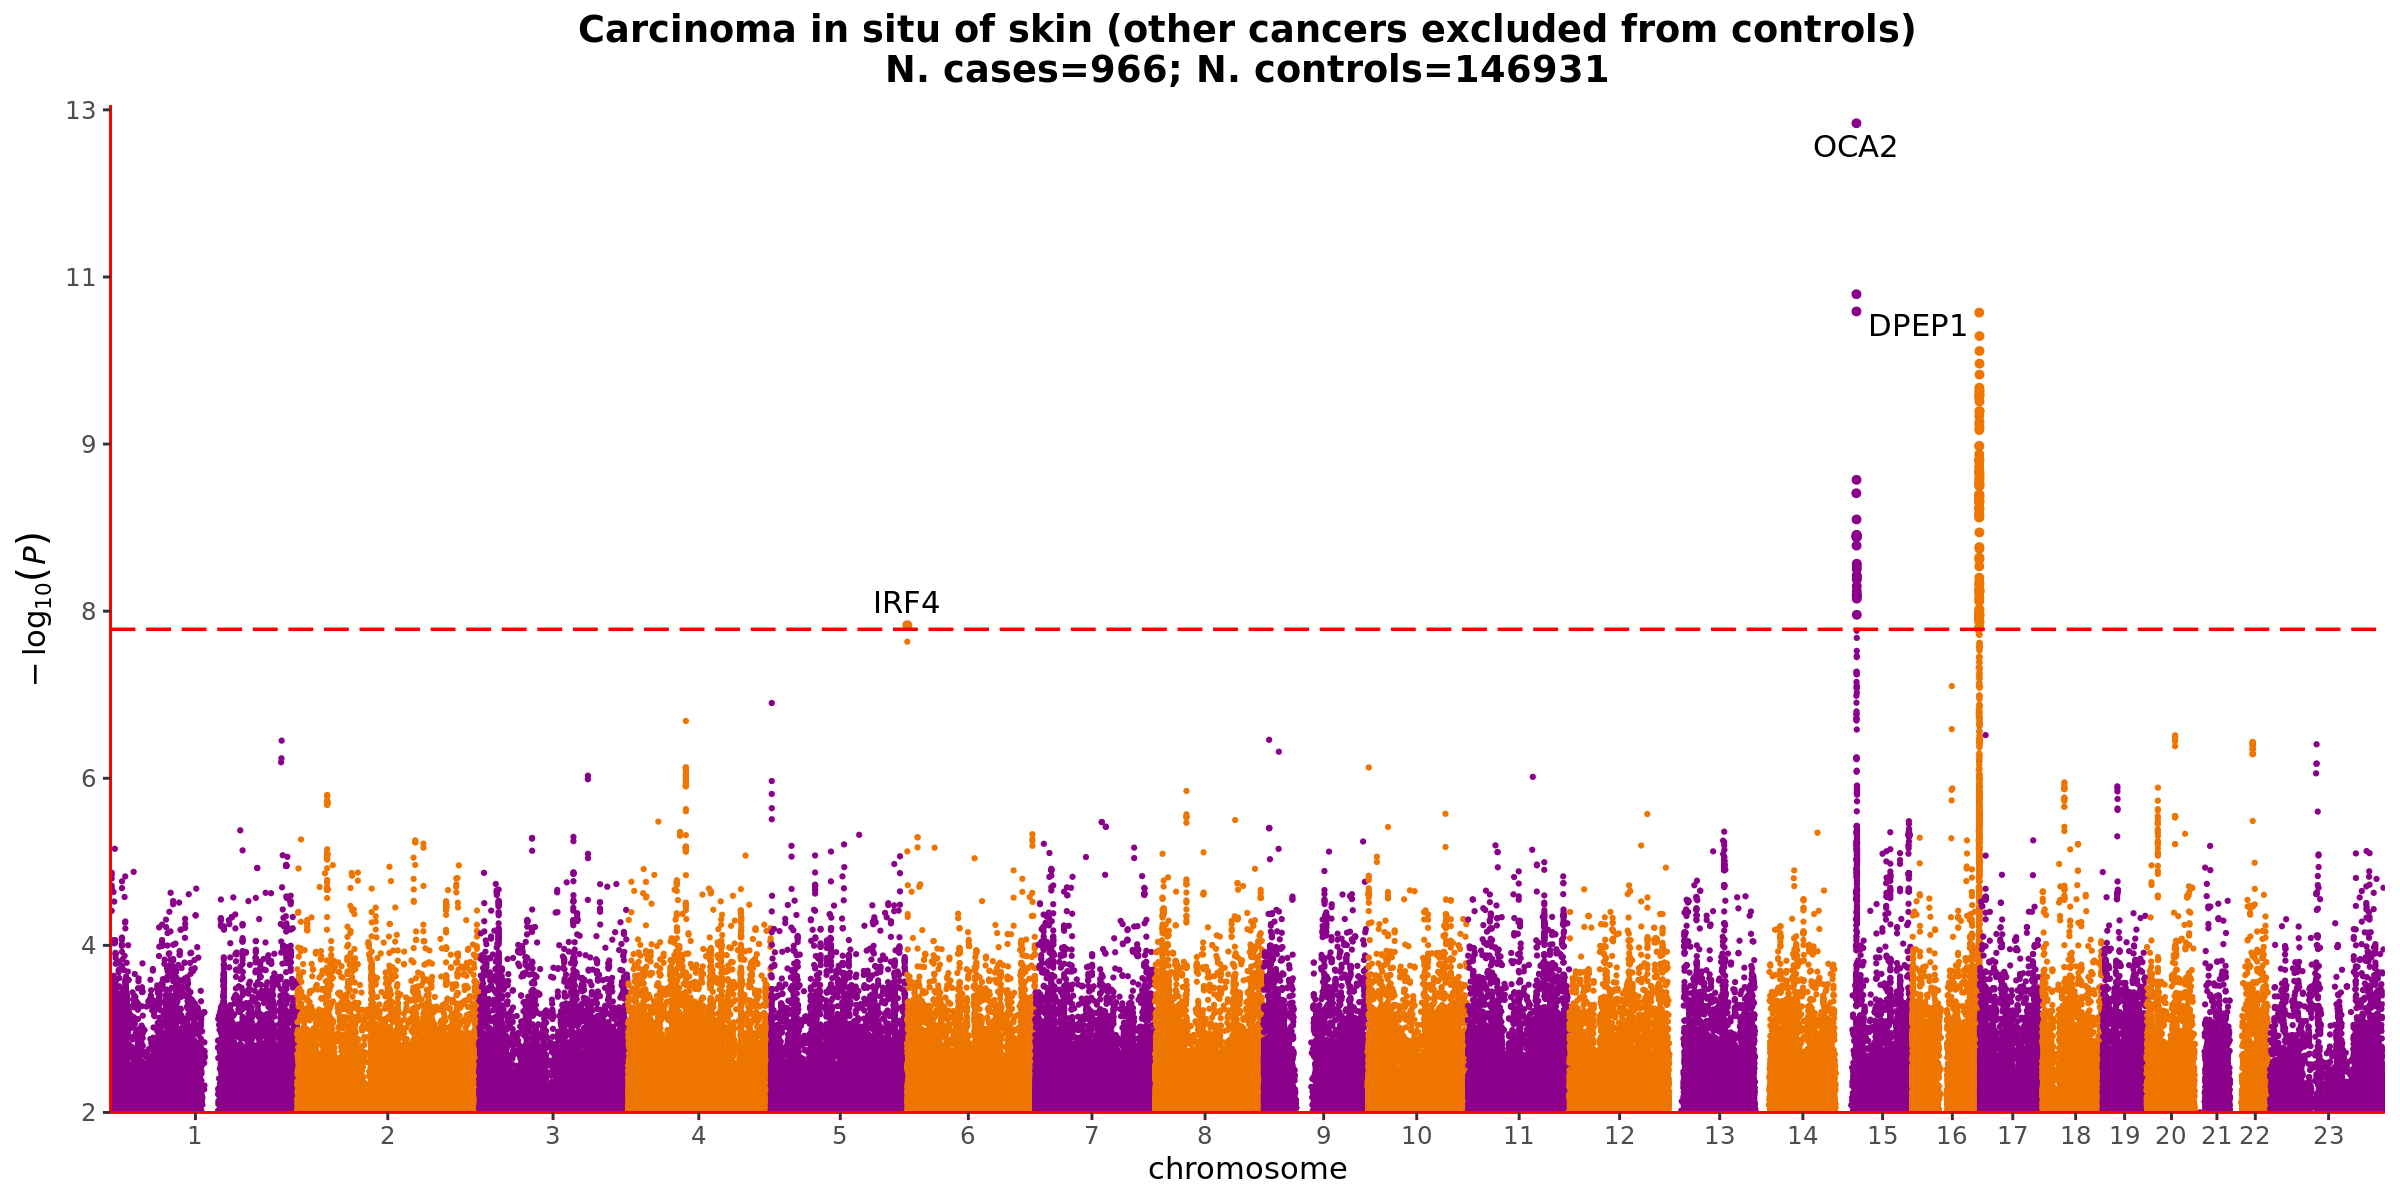 Carcinoma in situ of skin (other cancers excluded from controls)
N. cases=966; N. controls=146931
13
11
9
8
6
4
2
− log10(P)
OCA2
DPEP1
IRF4
1 2 3 4 5 6 7 8 9 10 11 12 13 14 15 16 17 18 19 20 21 22 23
chromosome